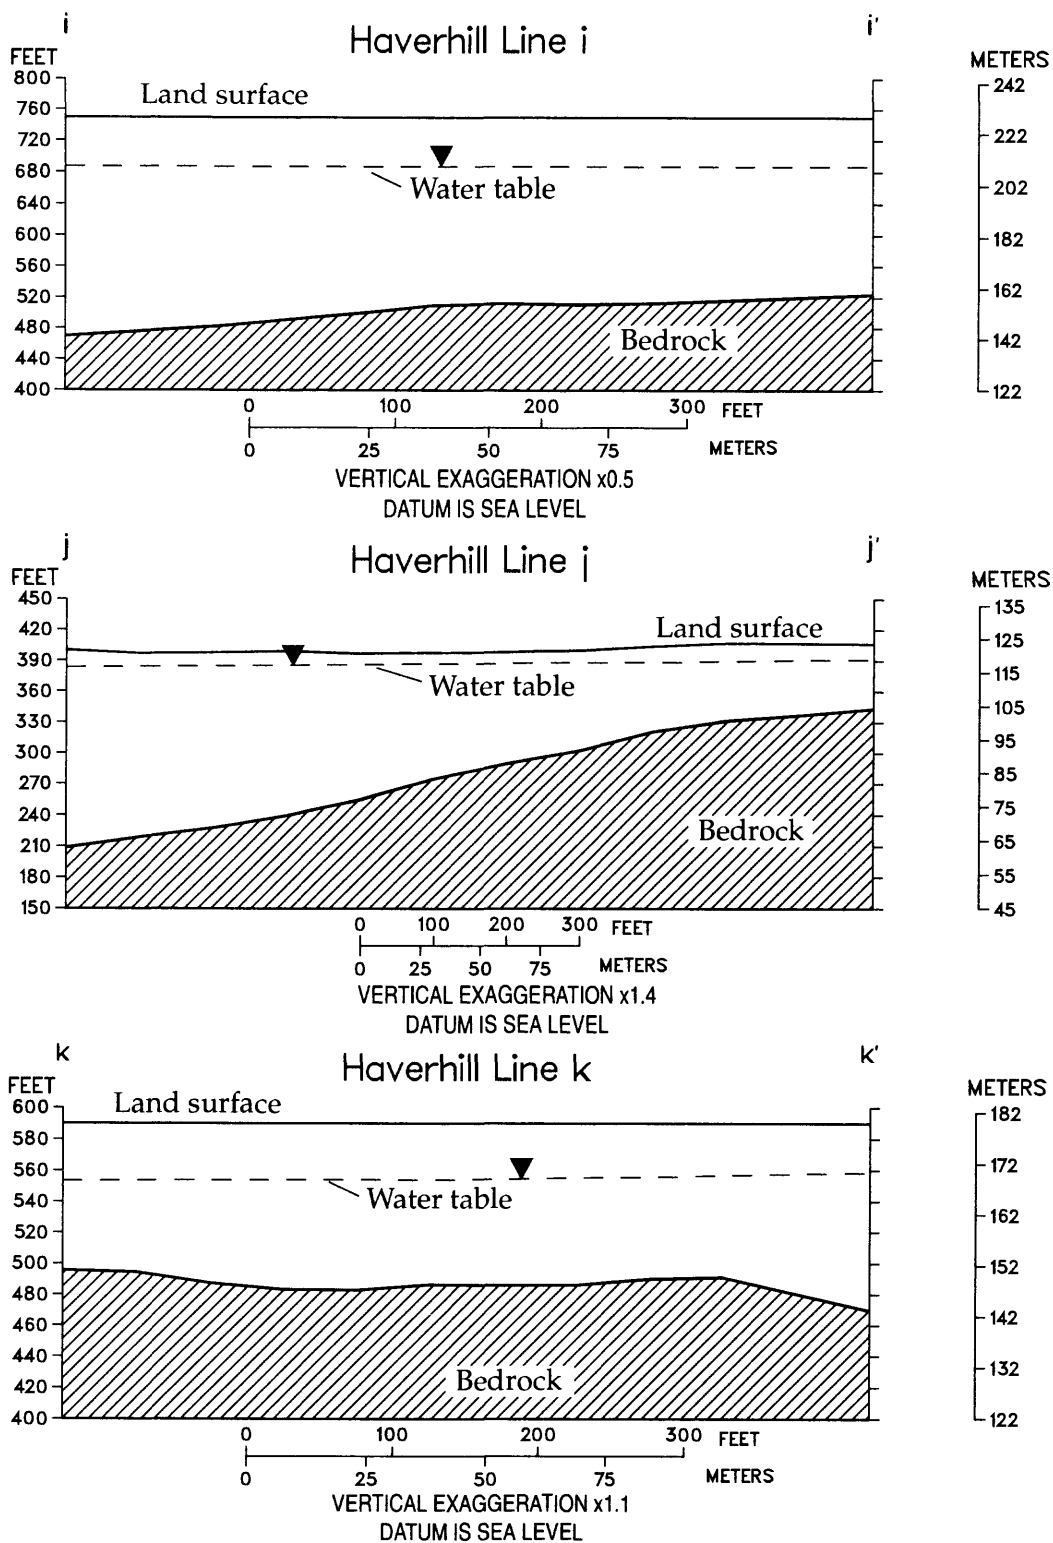 i i'
Haverhill Line i
FEET METERS
800
760
720
680
640
600
560
520
480
440
400
Land surface
Water table
Bedrock
242
222
202
182
162
142
122
0 100 200 300 FEET
0 25 50 75 METERS
VERTICAL EXAGGERATION x0.5
DATUM IS SEA LEVEL
j j'
Haverhill Line j
FEET METERS
450
420
390
360
330
300
270
240
210
180
150
Land surface
Water table
Bedrock
135
125
115
105
95
85
75
65
55
45
0 100 200 300 FEET
0 25 50 75 METERS
VERTICAL EXAGGERATION x1.4
DATUM IS SEA LEVEL
k k'
Haverhill Line k
FEET METERS
600
580
560
540
520
500
480
460
440
420
400
Land surface
Water table
Bedrock
182
172
162
152
142
132
122
0 100 200 300 FEET
0 25 50 75 METERS
VERTICAL EXAGGERATION x1.1
DATUM IS SEA LEVEL